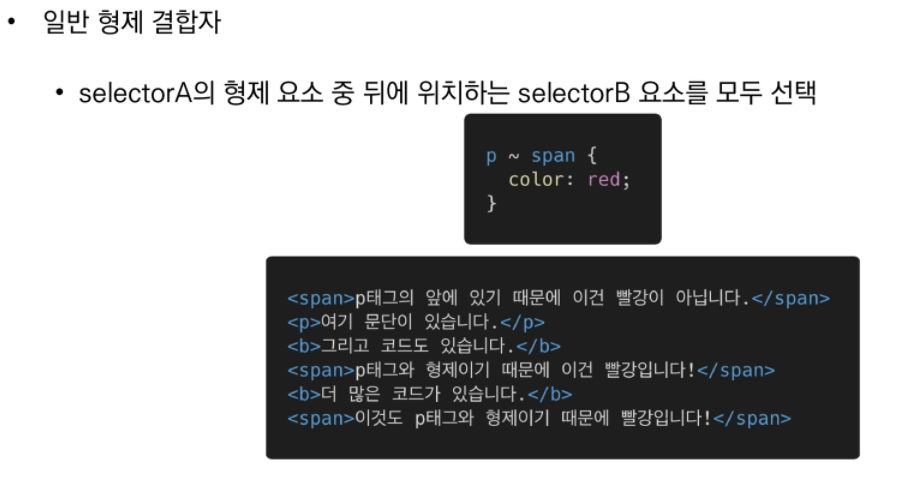 • 일반 형제 결합자
• selectorA의 형제 요소 중 뒤에 위치하는 selectorB 요소를 모두 선택
p ~ span {
  color: red;
}
<span>p태그의 앞에 있기 때문에 이건 빨강이 아닙니다.</span>
<p>여기 문단이 있습니다.</p>
<b>그리고 코드도 있습니다.</b>
<span>p태그와 형제이기 때문에 이건 빨강입니다!</span>
<b>더 많은 코드가 있습니다.</b>
<span>이것도 p태그와 형제이기 때문에 빨강입니다!</span>